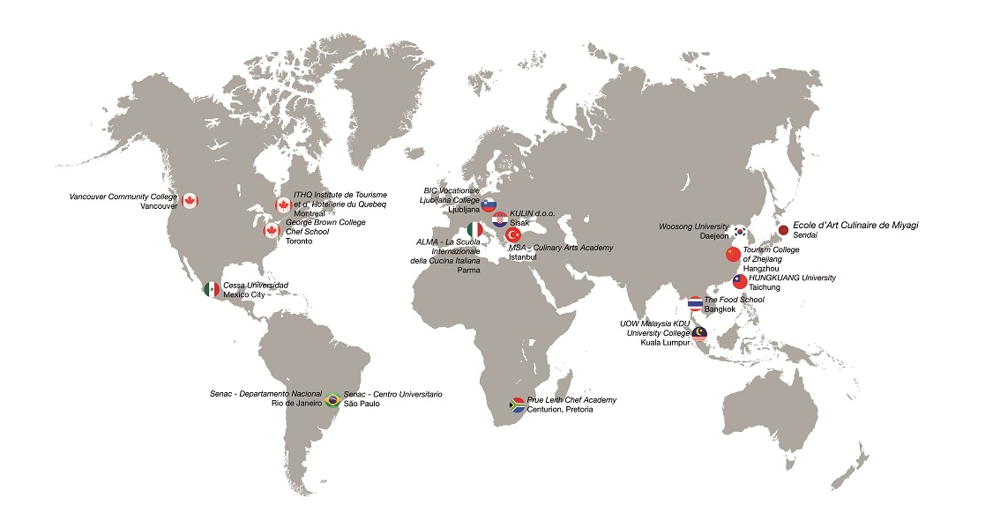 Vancouver Community College
Vancouver
ITHQ Institute de Tourisme
et d' Hotellerie du Quebeq
Montreal
George Brown College
Chef School
Toronto
Cessa Universidad
Mexico City
Senac - Departamento Nacional
Rio de Janeiro
Senac - Centro Universitario
São Paulo
BIC Vocationale
Ljubljana College
Ljubljana
KULIN d.o.o.
Sisak
ALMA - La Scuola
Internazionale
della Cucina Italiana
Parma
MSA - Culinary Arts Academy
Istanbul
Prue Leith Chef Academy
Centurion, Pretoria
Woosong University
Daejeon
Ecole d'Art Culinaire de Miyagi
Sendai
Tourism College
of Zhejiang
Hangzhou
HUNGKUANG University
Taichung
The Food School
Bangkok
UOW Malaysia KDU
University College
Kuala Lumpur